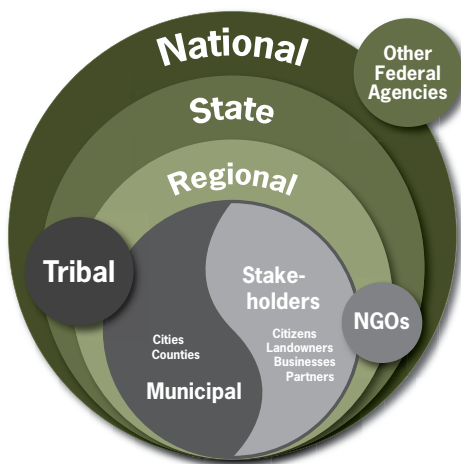 National
Other
Federal
Agencies
State
Regional
Tribal
Stake-
holders
NGOs
Citizens
Landowners
Businesses
Partners
Cities
Counties
Municipal